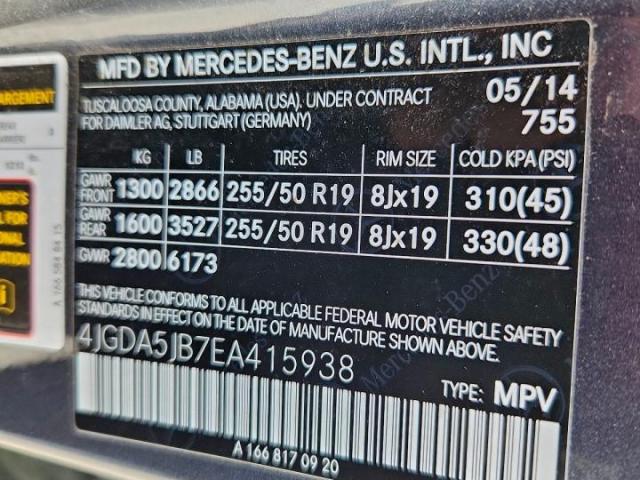 MFD BY MERCEDES-BENZ U.S. INTL., INC
TUSCALOOSA COUNTY, ALABAMA (USA). UNDER CONTRACT 05/14
FOR DAIMLER AG, STUTTGART (GERMANY) 755
KG LB TIRES RIM SIZE COLD KPA(PSI)
GAWR FRONT 1300 2866 255/50 R19 8Jx19 310(45)
GAWR REAR 1600 3527 255/50 R19 8Jx19 330(48)
GVWR 2800 6173
THIS VEHICLE CONFORMS TO ALL APPLICABLE FEDERAL MOTOR VEHICLE SAFETY
STANDARDS IN EFFECT ON THE DATE OF MANUFACTURE SHOWN ABOVE.
4JGDA5JB7EA415938
TYPE: MPV
A 166 817 09 20
A 166 584 84 15